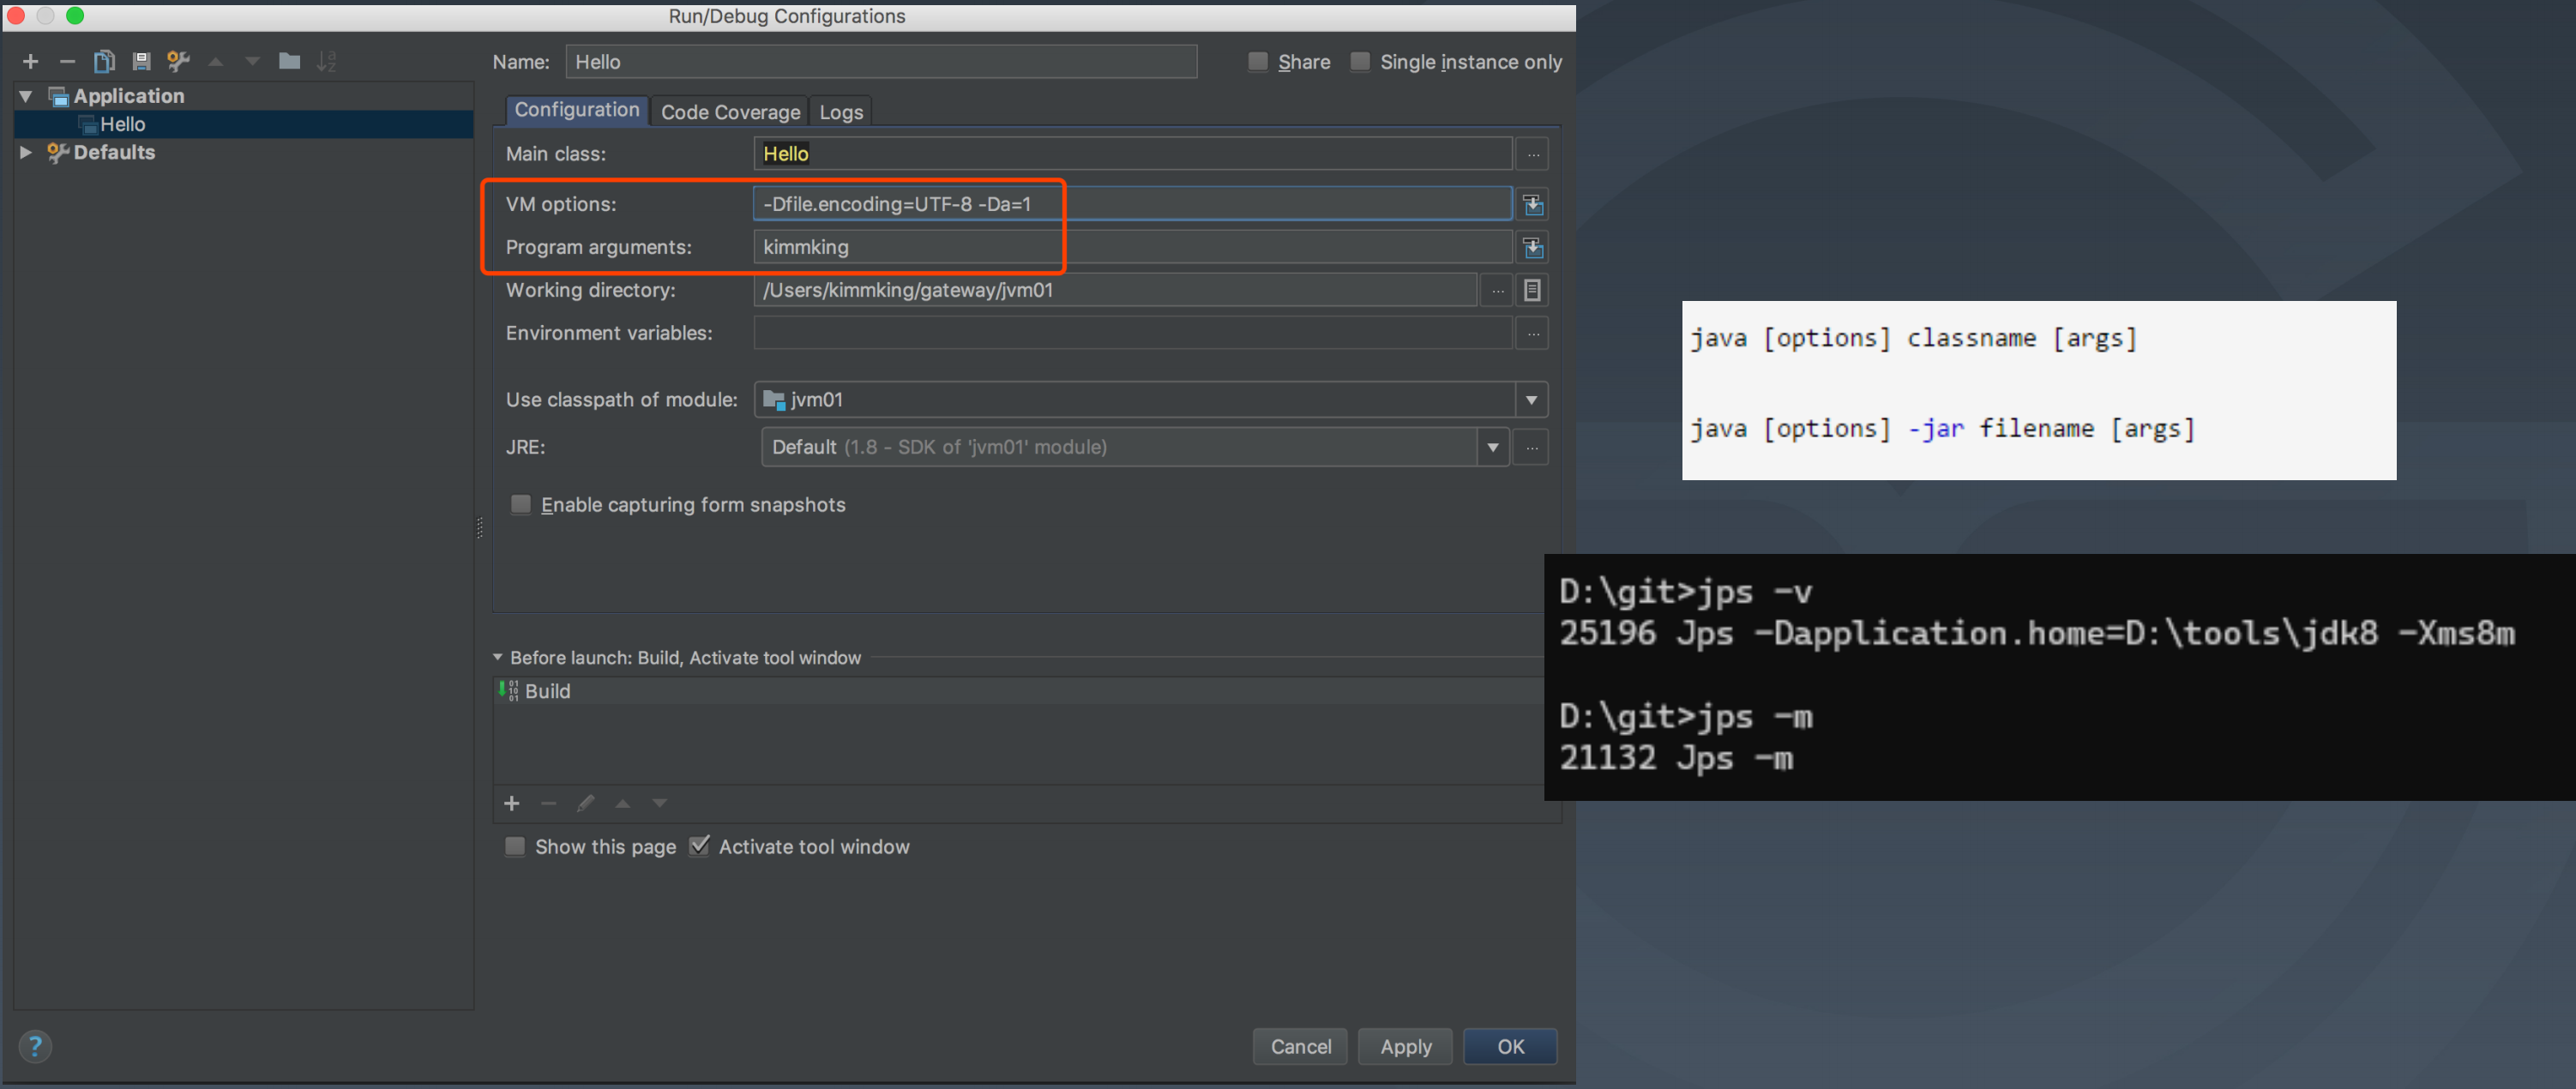 Run/Debug Configurations
Name: Hello Share Single instance only
Application
Hello
Defaults
Configuration Code Coverage Logs
Main class: Hello ...
VM options: -Dfile.encoding=UTF-8 -Da=1
Program arguments: kimmking
Working directory: /Users/kimmking/gateway/jvm01 ...
Environment variables: ...
Use classpath of module: jvm01
JRE: Default (1.8 - SDK of 'jvm01' module) ...
Enable capturing form snapshots
Before launch: Build, Activate tool window
Build
Show this page Activate tool window
? Cancel Apply OK
java [options] classname [args]
java [options] -jar filename [args]
D:\git>jps -v
25196 Jps -Dapplication.home=D:\tools\jdk8 -Xms8m
D:\git>jps -m
21132 Jps -m